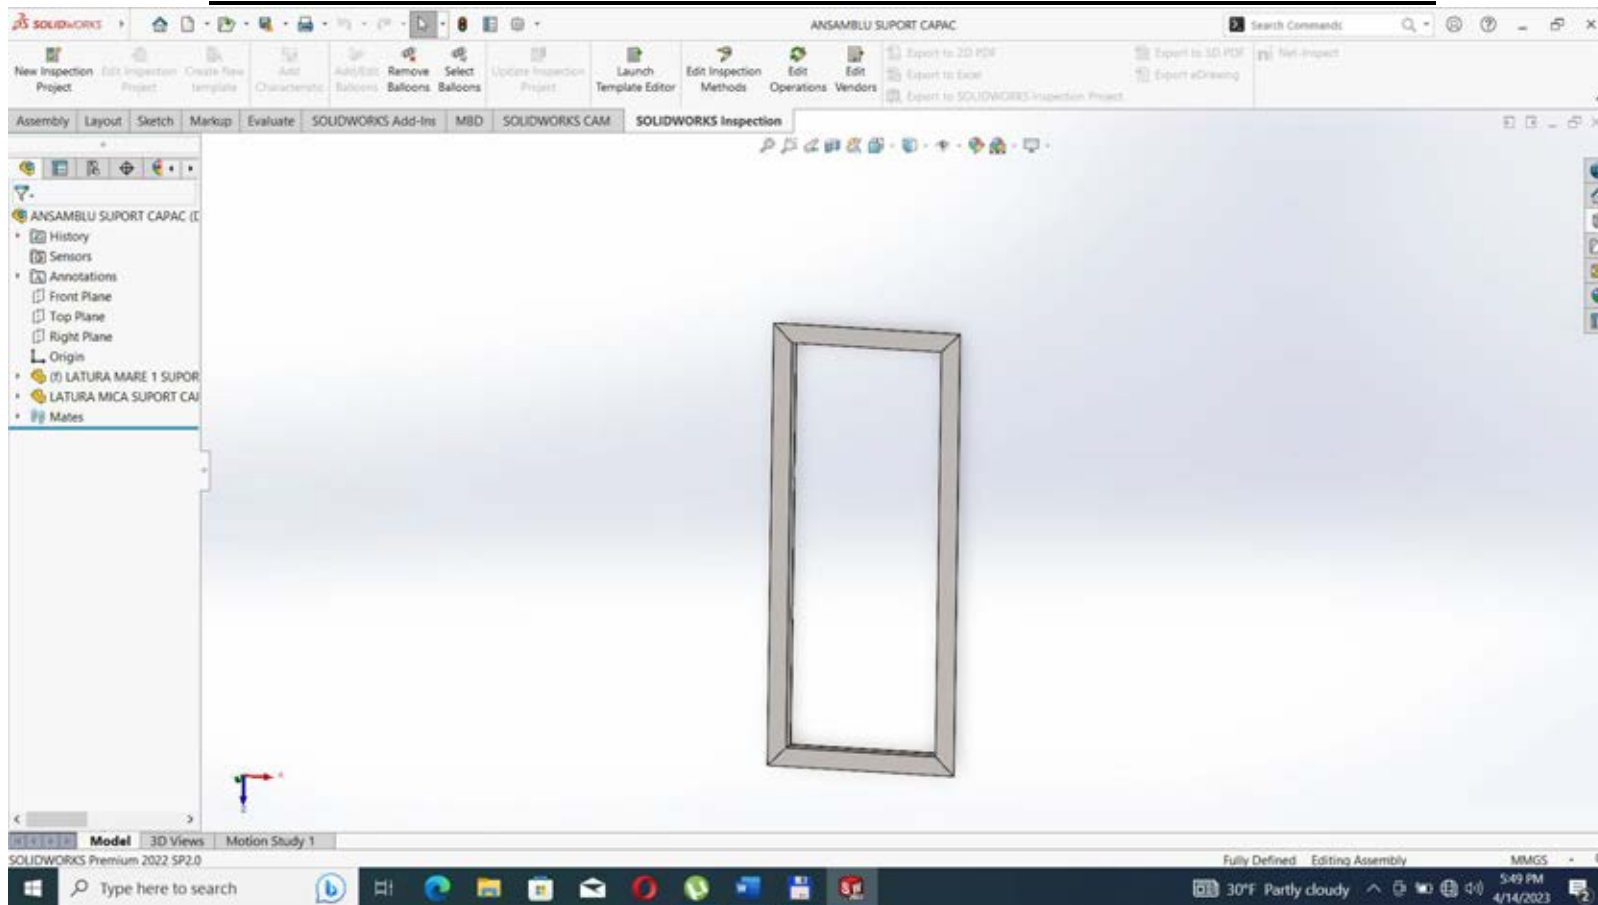 SOLIDWORKS
ANSAMBLU SUPORT CAPAC
Search Commands
New Inspection Project
Edit Inspection Project
Create New template
Add Characteristic
Add/Edit Balloons
Remove Balloons
Select Balloons
Update Inspection Project
Launch Template Editor
Edit Inspection Methods
Edit Operations
Edit Vendors
Export to 2D PDF
Export to Excel
Export to SOLIDWORKS Inspection Project
Export to 3D PDF
Export eDrawing
Net-Inspect
Assembly Layout Sketch Markup Evaluate SOLIDWORKS Add-Ins MBD SOLIDWORKS CAM SOLIDWORKS Inspection
ANSAMBLU SUPORT CAPAC (D
History
Sensors
Annotations
Front Plane
Top Plane
Right Plane
Origin
(f) LATURA MARE 1 SUPOR
LATURA MICA SUPORT CA
Mates
Model 3D Views Motion Study 1
SOLIDWORKS Premium 2022 SP2.0
Fully Defined Editing Assembly MMGS
Type here to search
30°F Partly cloudy
5:49 PM
4/14/2023
2